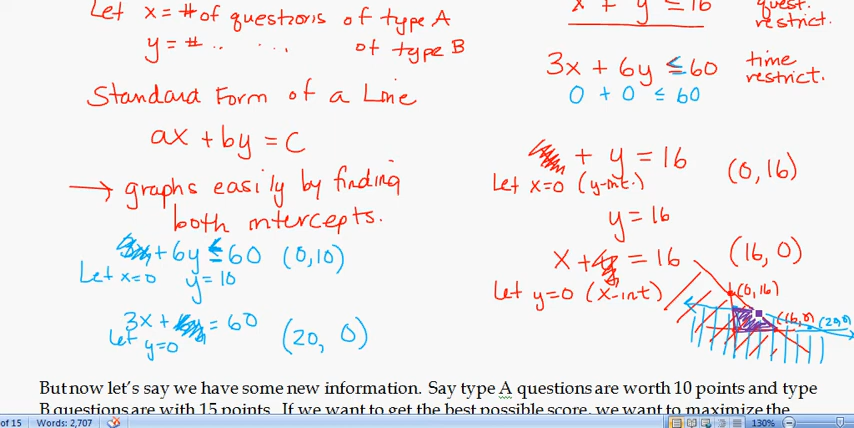 Let x = # of questions of type A
y = # .. . . . of type B
Standard Form of a Line
ax + by = C
→ graphs easily by finding
both intercepts.
+ 6y ≤ 60 (0,10)
Let x=0 y = 10
3x + = 60
Let y=0 (20, 0)
x + y ≤ 16 quest.
restrict.
3x + 6y ≤ 60 time
restrict.
0 + 0 ≤ 60
+ y = 16 (0, 16)
Let x=0 (y-int.)
y = 16
x + = 16 (16, 0)
Let y=0 (x-int)
(0,16)
(16,0) (20,0)
But now let's say we have some new information. Say type A questions are worth 10 points and type
B questions are with 15 points. If we want to get the best possible score, we want to maximize the
of 15 Words: 2,707 130%